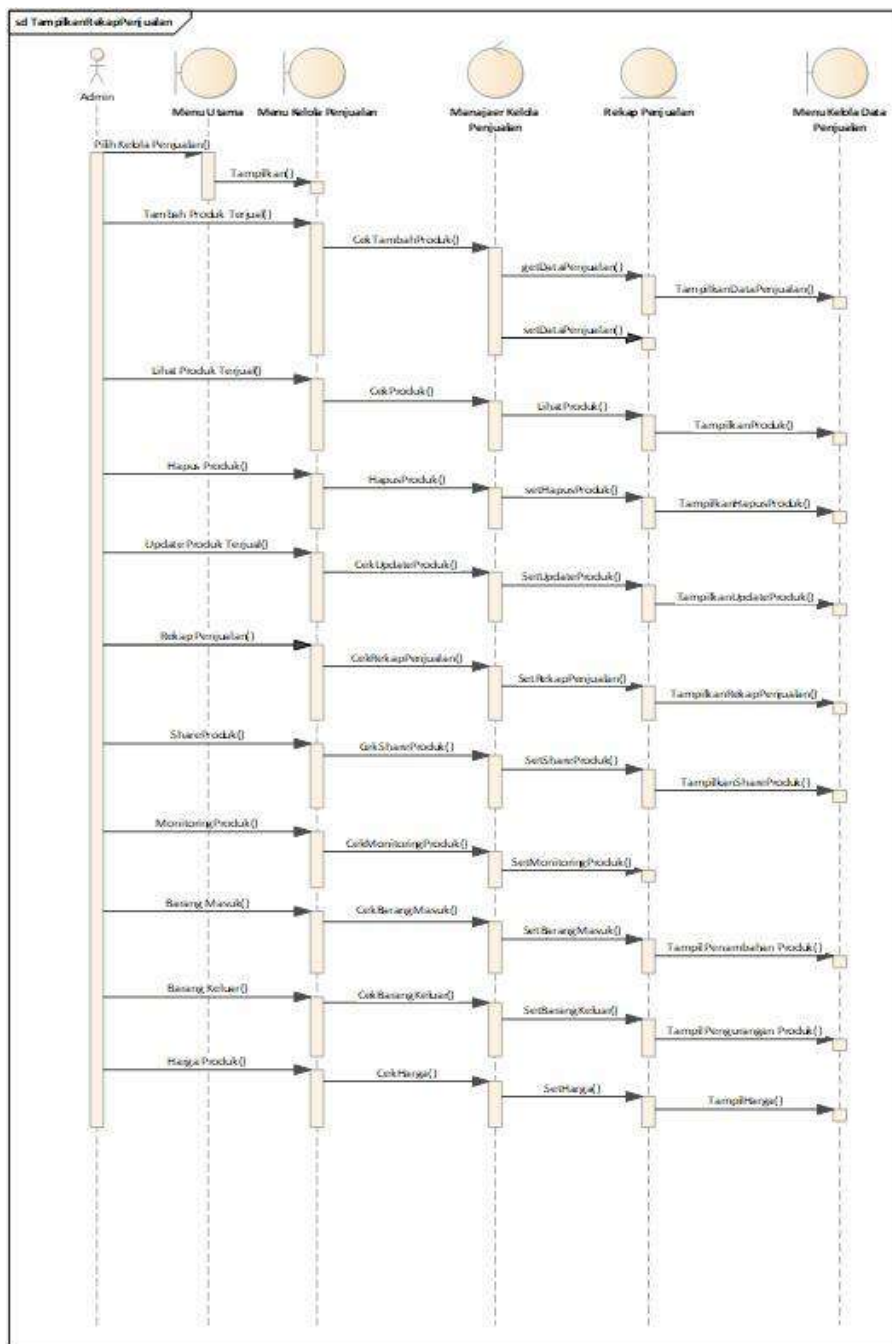 sd TampilkanRekapPenjualan
Admin
Menu Utama
Menu Kelola Penjualan
Manajaer Kelola
Penjualan
Rekap Penjualan
Menu Kelola Data
Penjualan
Pilih Kelola Penjualan()
Tampilkan()
Tambah Produk Terjual()
CekTambahProduk()
getDataPenjualan()
TampilkanDataPenjualan()
setDataPenjualan()
Lihat Produk Terjual()
CekProduk()
LihatProduk()
TampilkanProduk()
Hapus Produk()
HapusProduk()
setHapusProduk()
TampilkanHapusProduk()
Update Produk Terjual()
CekUpdateProduk()
SetUpdateProduk()
TampilkanUpdateProduk()
Rekap Penjualan()
CekRekapPenjualan()
SetRekapPenjualan()
TampilkanRekapPenjualan()
ShareProduk()
CekShareProduk()
SetShareProduk()
TampilkanShareProduk()
MonitoringProduk()
CekMonitoringProduk()
SetMonitoringProduk()
Barang Masuk()
CekBarangMasuk()
SetBarangMasuk()
Tampil Penambahan Produk()
Barang Keluar()
CekBarangKeluar()
SetBarangKeluar()
Tampil Pengurangan Produk()
Harga Produk()
CekHarga()
SetHarga()
TampilHarga()